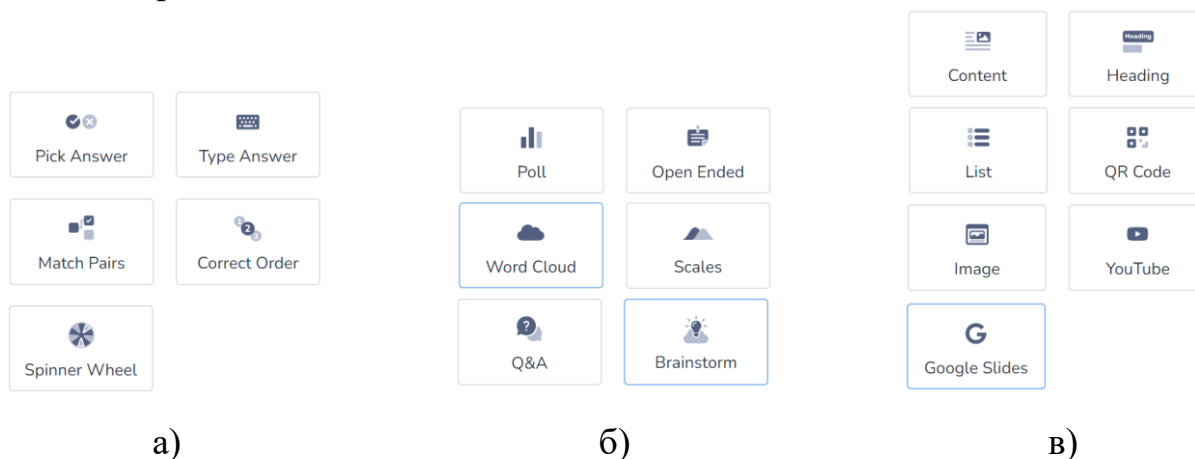 Pick Answer
Type Answer
Match Pairs
Correct Order
Spinner Wheel
а)
Poll
Open Ended
Word Cloud
Scales
Q&A
Brainstorm
б)
Content
Heading
Heading
List
QR Code
Image
YouTube
Google Slides
в)